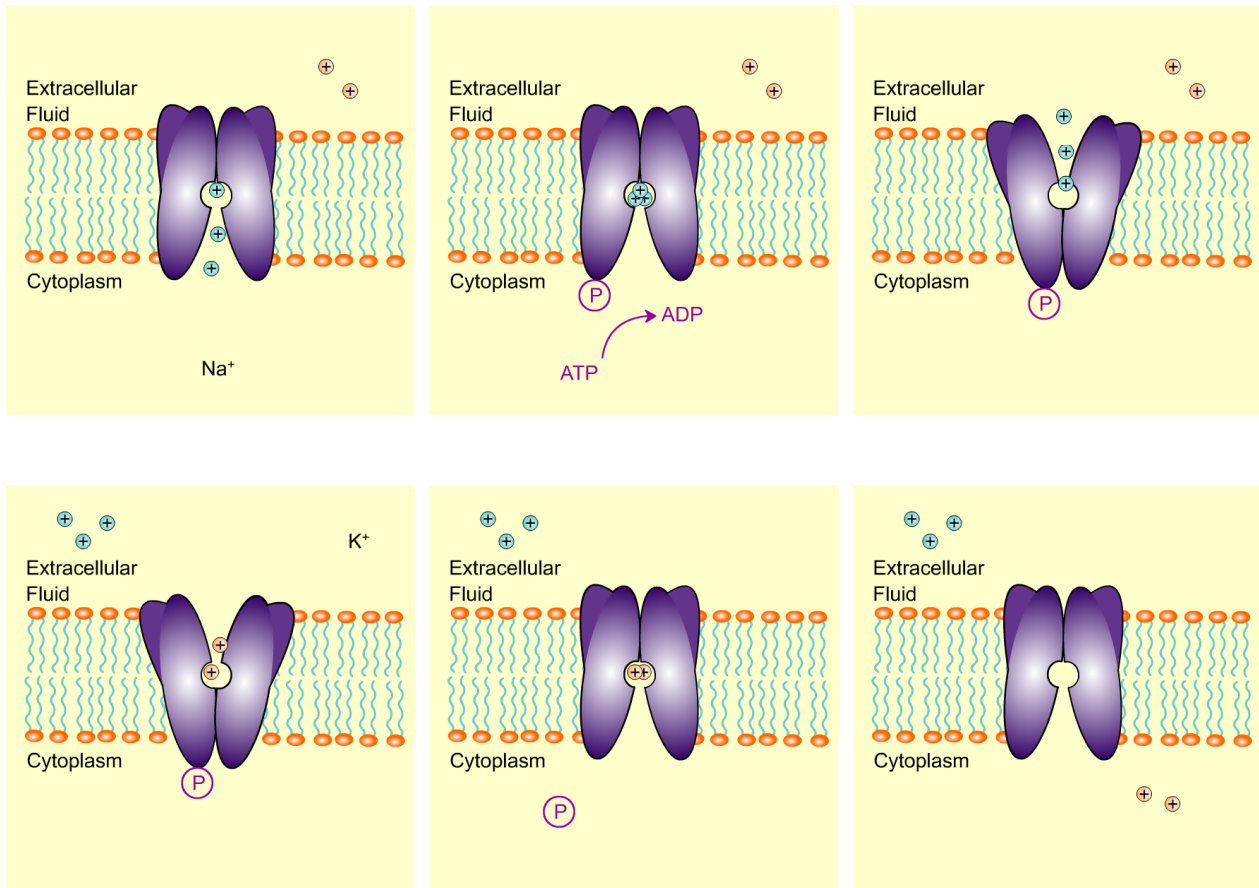 Extracellular
Fluid
+
+
+
+
+
Cytoplasm
Na⁺
Extracellular
Fluid
+
+
+
+
+
Cytoplasm
P
ADP
ATP
Extracellular
Fluid
+
+
+
+
+
Cytoplasm
P
+
+
+
K⁺
Extracellular
Fluid
+
+
Cytoplasm
P
+
+
+
Extracellular
Fluid
+
+
Cytoplasm
P
+
+
+
Extracellular
Fluid
Cytoplasm
+
+